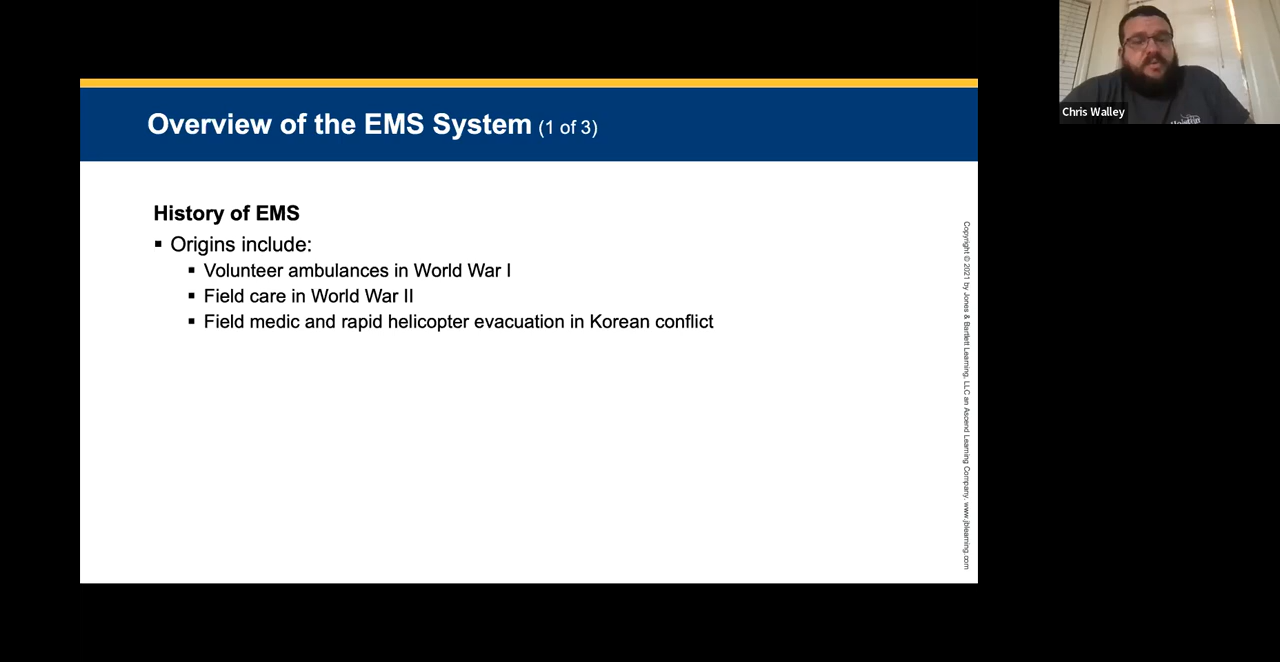 Overview of the EMS System (1 of 3)
History of EMS
▪ Origins include:
▪ Volunteer ambulances in World War I
▪ Field care in World War II
▪ Field medic and rapid helicopter evacuation in Korean conflict
Copyright © 2021 by Jones & Bartlett Learning, LLC an Ascend Learning Company. www.jblearning.com
Chris Walley